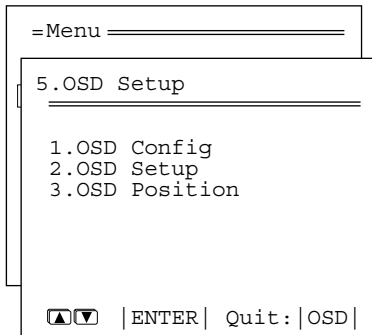 =Menu
5.OSD Setup
1.OSD Config
2.OSD Setup
3.OSD Position
▲▼ |ENTER| Quit:|OSD|